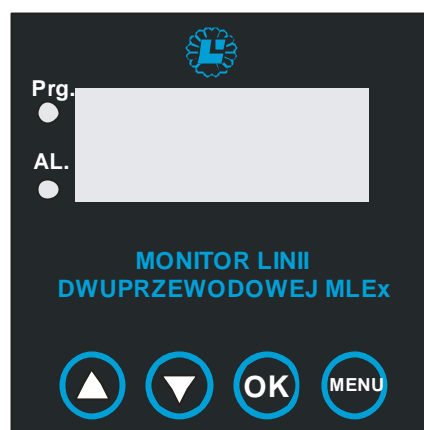 Prg.
AL.
MONITOR LINII
DWUPRZEWODOWEJ MLEx
OK
MENU